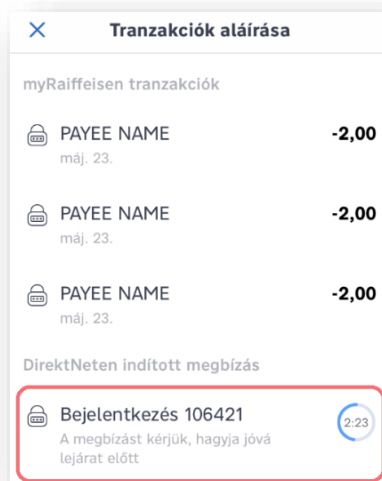 Tranzakciók aláírása
myRaiffeisen tranzakciók
PAYEE NAME -2,00
máj. 23.
PAYEE NAME -2,00
máj. 23.
PAYEE NAME -2,00
máj. 23.
DirektNeten indított megbízás
Bejelentkezés 106421 2:23
A megbízást kérjük, hagyja jóvá
lejárat előtt